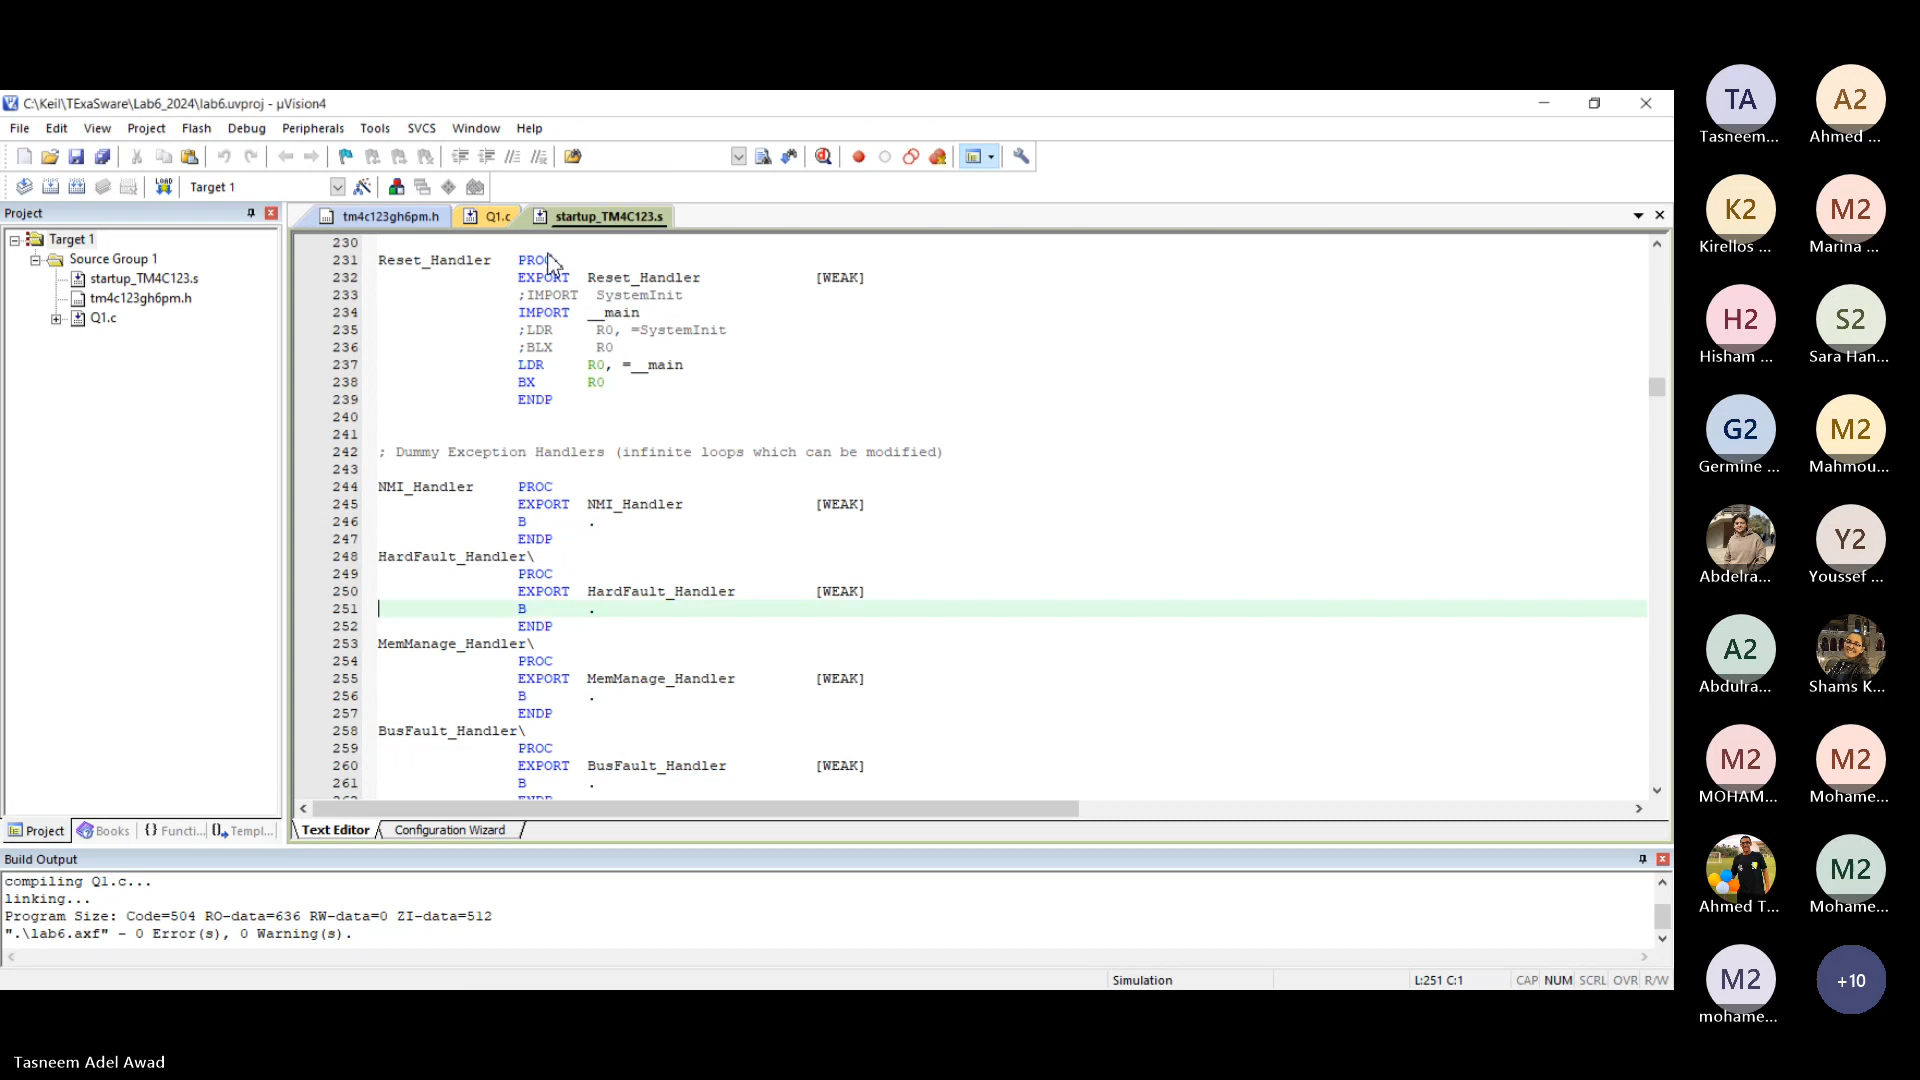 C:\Keil\TExaSware\Lab6_2024\lab6.uvproj - µVision4
File Edit View Project Flash Debug Peripherals Tools SVCS Window Help
LOAD Target 1
Project
Target 1
Source Group 1
startup_TM4C123.s
tm4c123gh6pm.h
Q1.c
tm4c123gh6pm.h Q1.c startup_TM4C123.s
230
231 Reset_Handler PROC
232 EXPORT Reset_Handler [WEAK]
233 ;IMPORT SystemInit
234 IMPORT __main
235 ;LDR R0, =SystemInit
236 ;BLX R0
237 LDR R0, =__main
238 BX R0
239 ENDP
240
241
242 ; Dummy Exception Handlers (infinite loops which can be modified)
243
244 NMI_Handler PROC
245 EXPORT NMI_Handler [WEAK]
246 B .
247 ENDP
248 HardFault_Handler\
249 PROC
250 EXPORT HardFault_Handler [WEAK]
251 B .
252 ENDP
253 MemManage_Handler\
254 PROC
255 EXPORT MemManage_Handler [WEAK]
256 B .
257 ENDP
258 BusFault_Handler\
259 PROC
260 EXPORT BusFault_Handler [WEAK]
261 B .
Project Books {} Functi... Templ...
Text Editor Configuration Wizard
Build Output
compiling Q1.c...
linking...
Program Size: Code=504 RO-data=636 RW-data=0 ZI-data=512
".\lab6.axf" - 0 Error(s), 0 Warning(s).
Simulation L:251 C:1 CAP NUM SCRL OVR R/W
TA A2
Tasneem... Ahmed ...
K2 M2
Kirellos ... Marina ...
H2 S2
Hisham ... Sara Han...
G2 M2
Germine ... Mahmou...
Y2
Abdelra... Youssef ...
A2
Abdulra... Shams K...
M2 M2
MOHAM... Mohame...
M2
Ahmed T... Mohame...
M2 +10
mohame...
Tasneem Adel Awad